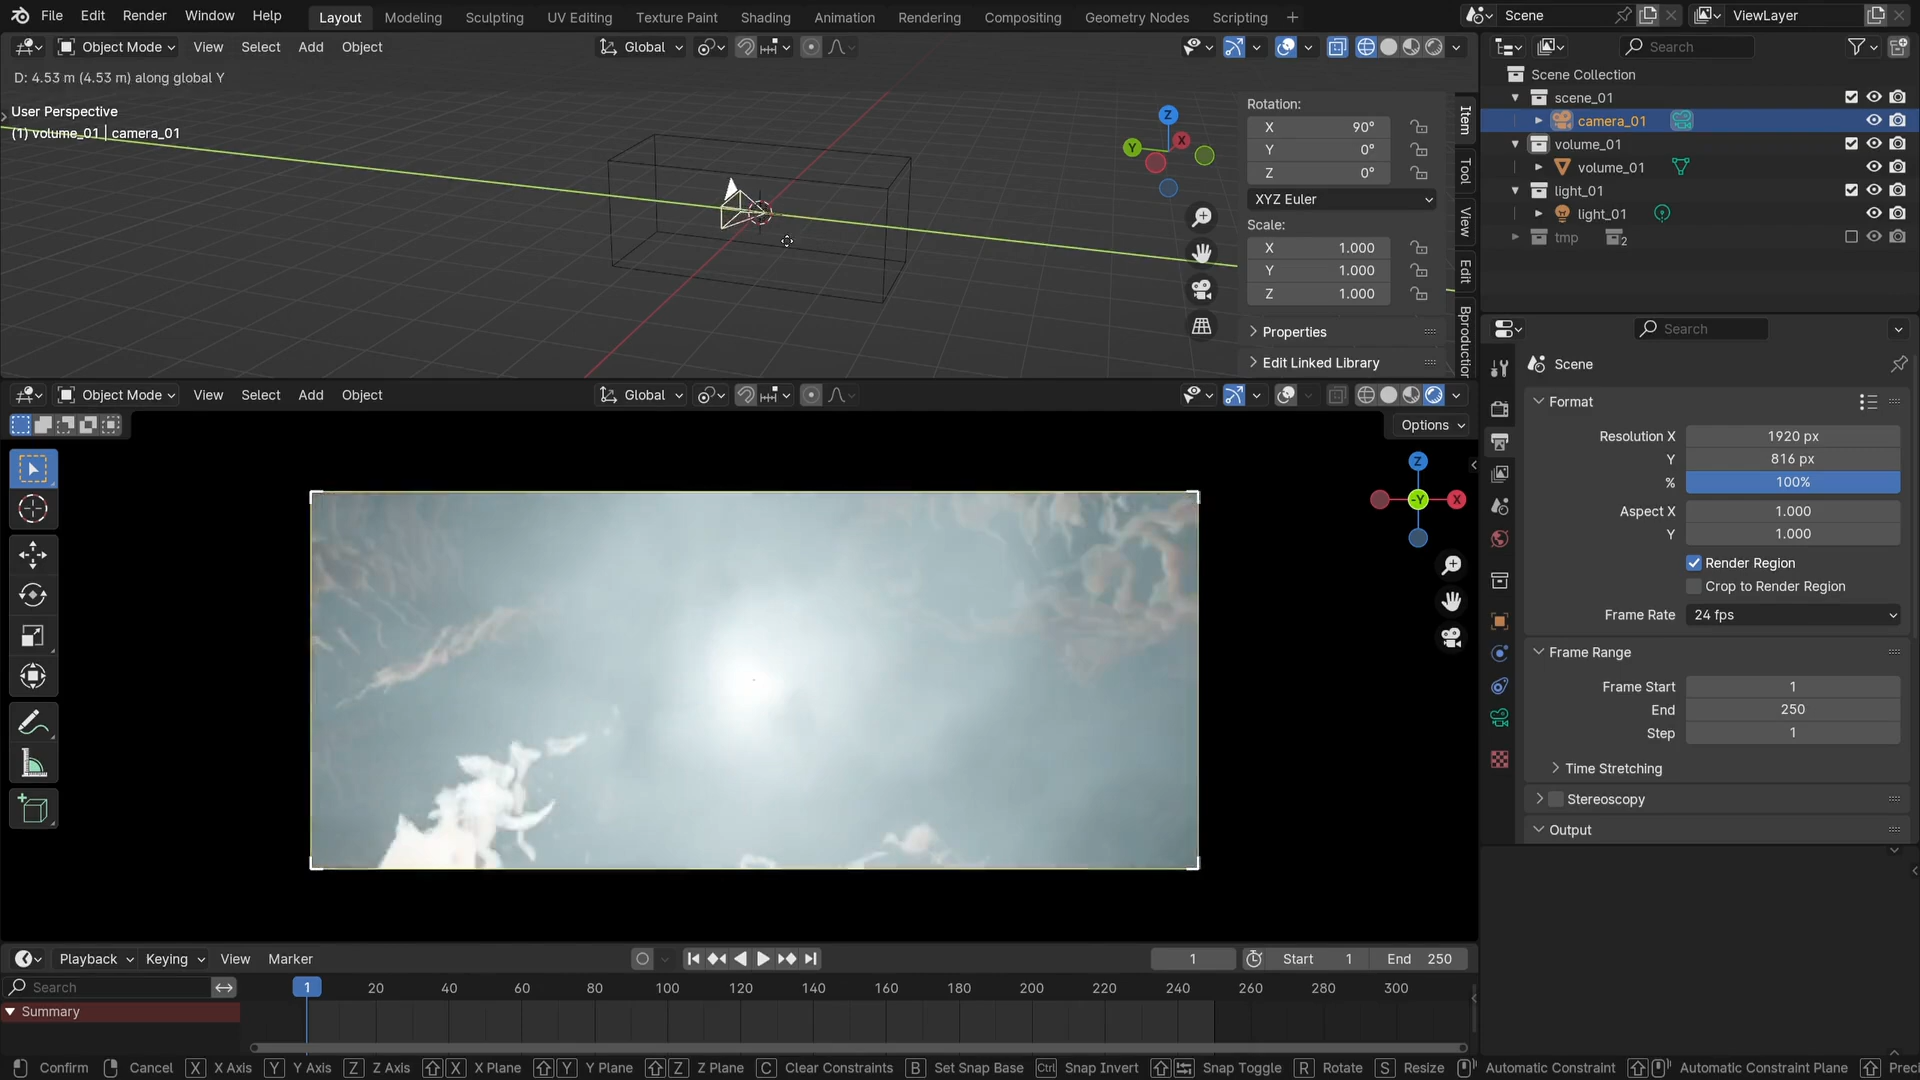 File Edit Render Window Help Layout Modeling Sculpting UV Editing Texture Paint Shading Animation Rendering Compositing Geometry Nodes Scripting Scene ViewLayer
Object Mode View Select Add Object Global Search
D: 4.53 m (4.53 m) along global Y
User Perspective
(1) volume_01 | camera_01
Z
Y
X
Rotation:
X 90°
Y 0°
Z 0°
XYZ Euler
Scale:
X 1.000
Y 1.000
Z 1.000
Properties
Edit Linked Library
Item
Tool
View
Edit
Bproduction
Scene Collection
scene_01
camera_01
volume_01
volume_01
light_01
light_01
tmp 2
Object Mode View Select Add Object Global
Options
Z
-Y
X
Search
Scene
Format
Resolution X 1920 px
Y 816 px
% 100%
Aspect X 1.000
Y 1.000
Render Region
Crop to Render Region
Frame Rate 24 fps
Frame Range
Frame Start 1
End 250
Step 1
Time Stretching
Stereoscopy
Output
Playback Keying View Marker 1 Start 1 End 250
Search 1 20 40 60 80 100 120 140 160 180 200 220 240 260 280 300
Summary
Confirm Cancel X X Axis Y Y Axis Z Z Axis X X Plane Y Y Plane Z Z Plane C Clear Constraints B Set Snap Base Ctrl Snap Invert Snap Toggle R Rotate S Resize Automatic Constraint Automatic Constraint Plane Preci